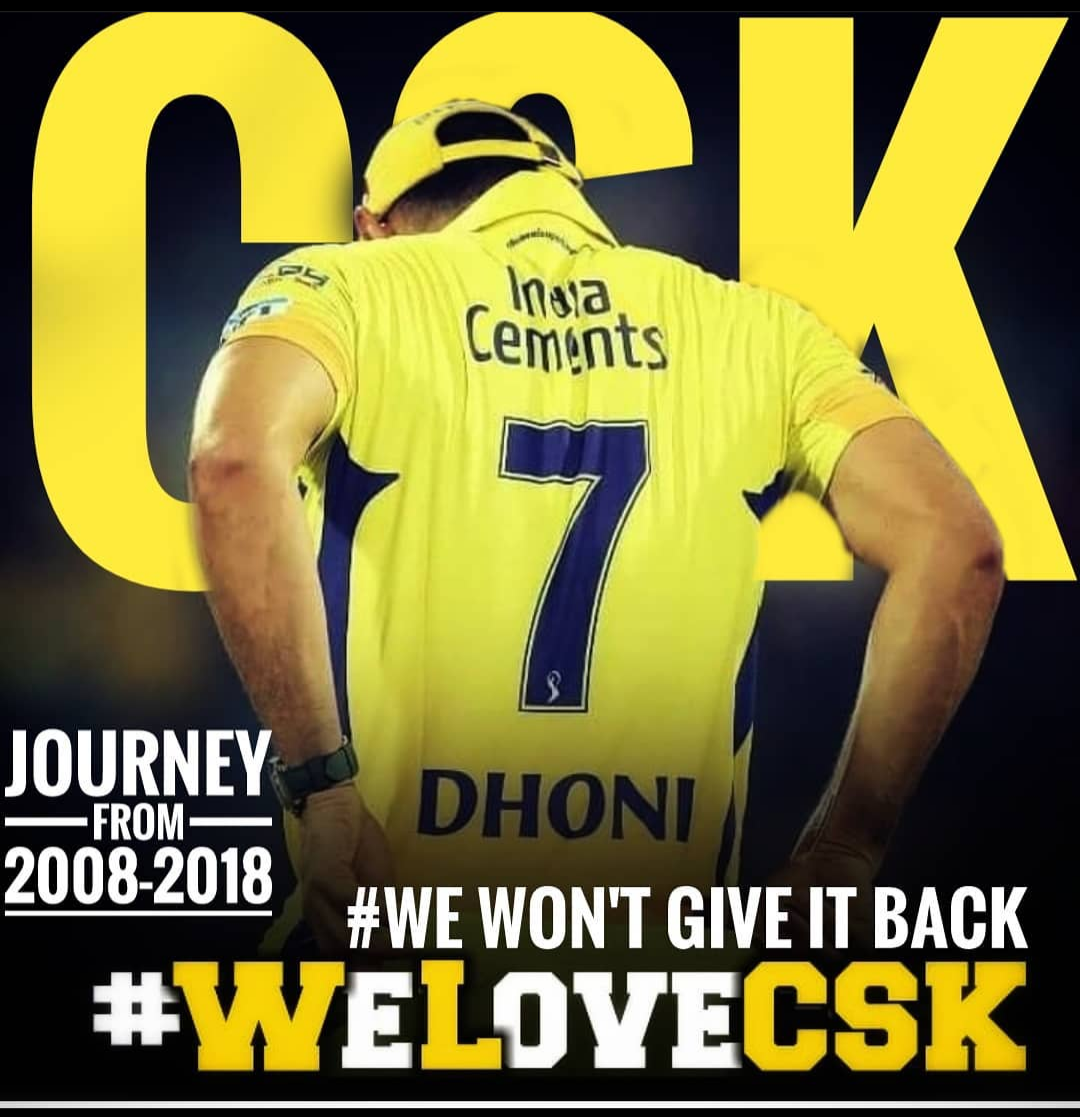 CSK
India
Cements
7
DHONI
JOURNEY
FROM
2008-2018
#WE WON'T GIVE IT BACK
#WELOVECSK